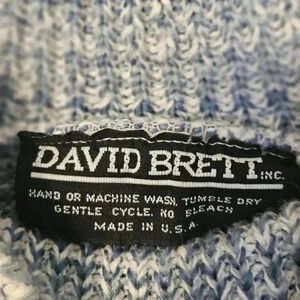 DAVID BRETT INC.
HAND OR MACHINE WASH, TUMBLE DRY
GENTLE CYCLE, NO BLEACH
MADE IN U.S.A.